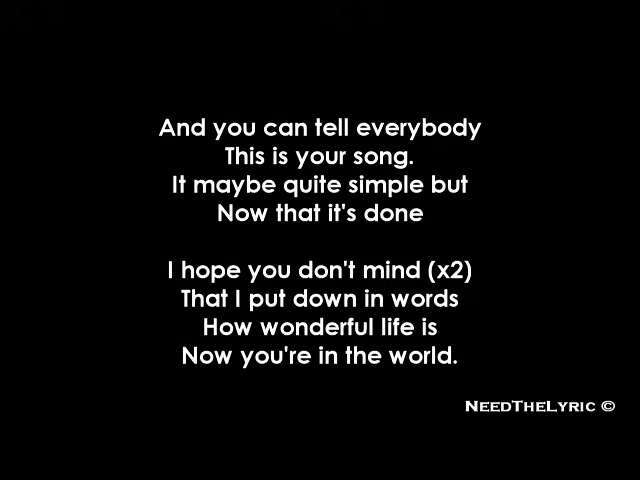 And you can tell everybody
This is your song.
It maybe quite simple but
Now that it's done
I hope you don't mind (x2)
That I put down in words
How wonderful life is
Now you're in the world.
NeedTheLyric ©